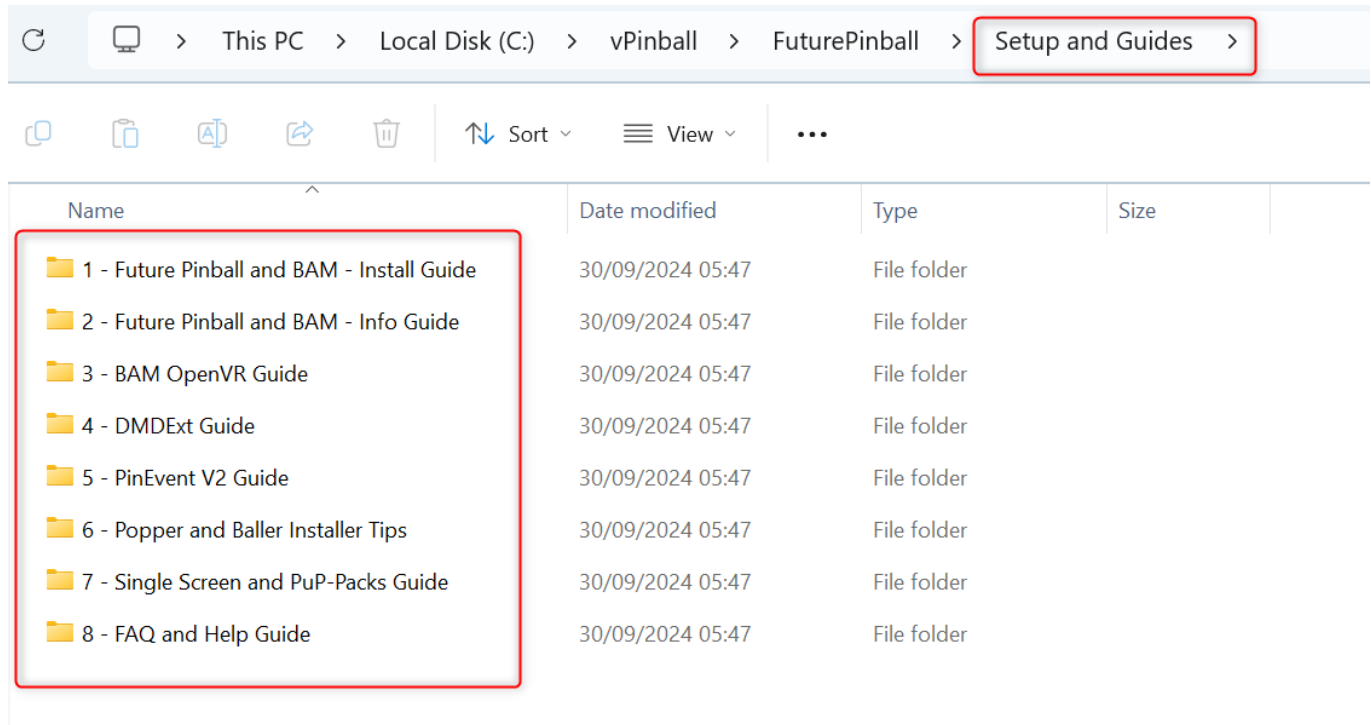 This PC > Local Disk (C:) > vPinball > FuturePinball > Setup and Guides >
Sort View
Name Date modified Type Size
1 - Future Pinball and BAM - Install Guide 30/09/2024 05:47 File folder
2 - Future Pinball and BAM - Info Guide 30/09/2024 05:47 File folder
3 - BAM OpenVR Guide 30/09/2024 05:47 File folder
4 - DMDExt Guide 30/09/2024 05:47 File folder
5 - PinEvent V2 Guide 30/09/2024 05:47 File folder
6 - Popper and Baller Installer Tips 30/09/2024 05:47 File folder
7 - Single Screen and PuP-Packs Guide 30/09/2024 05:47 File folder
8 - FAQ and Help Guide 30/09/2024 05:47 File folder